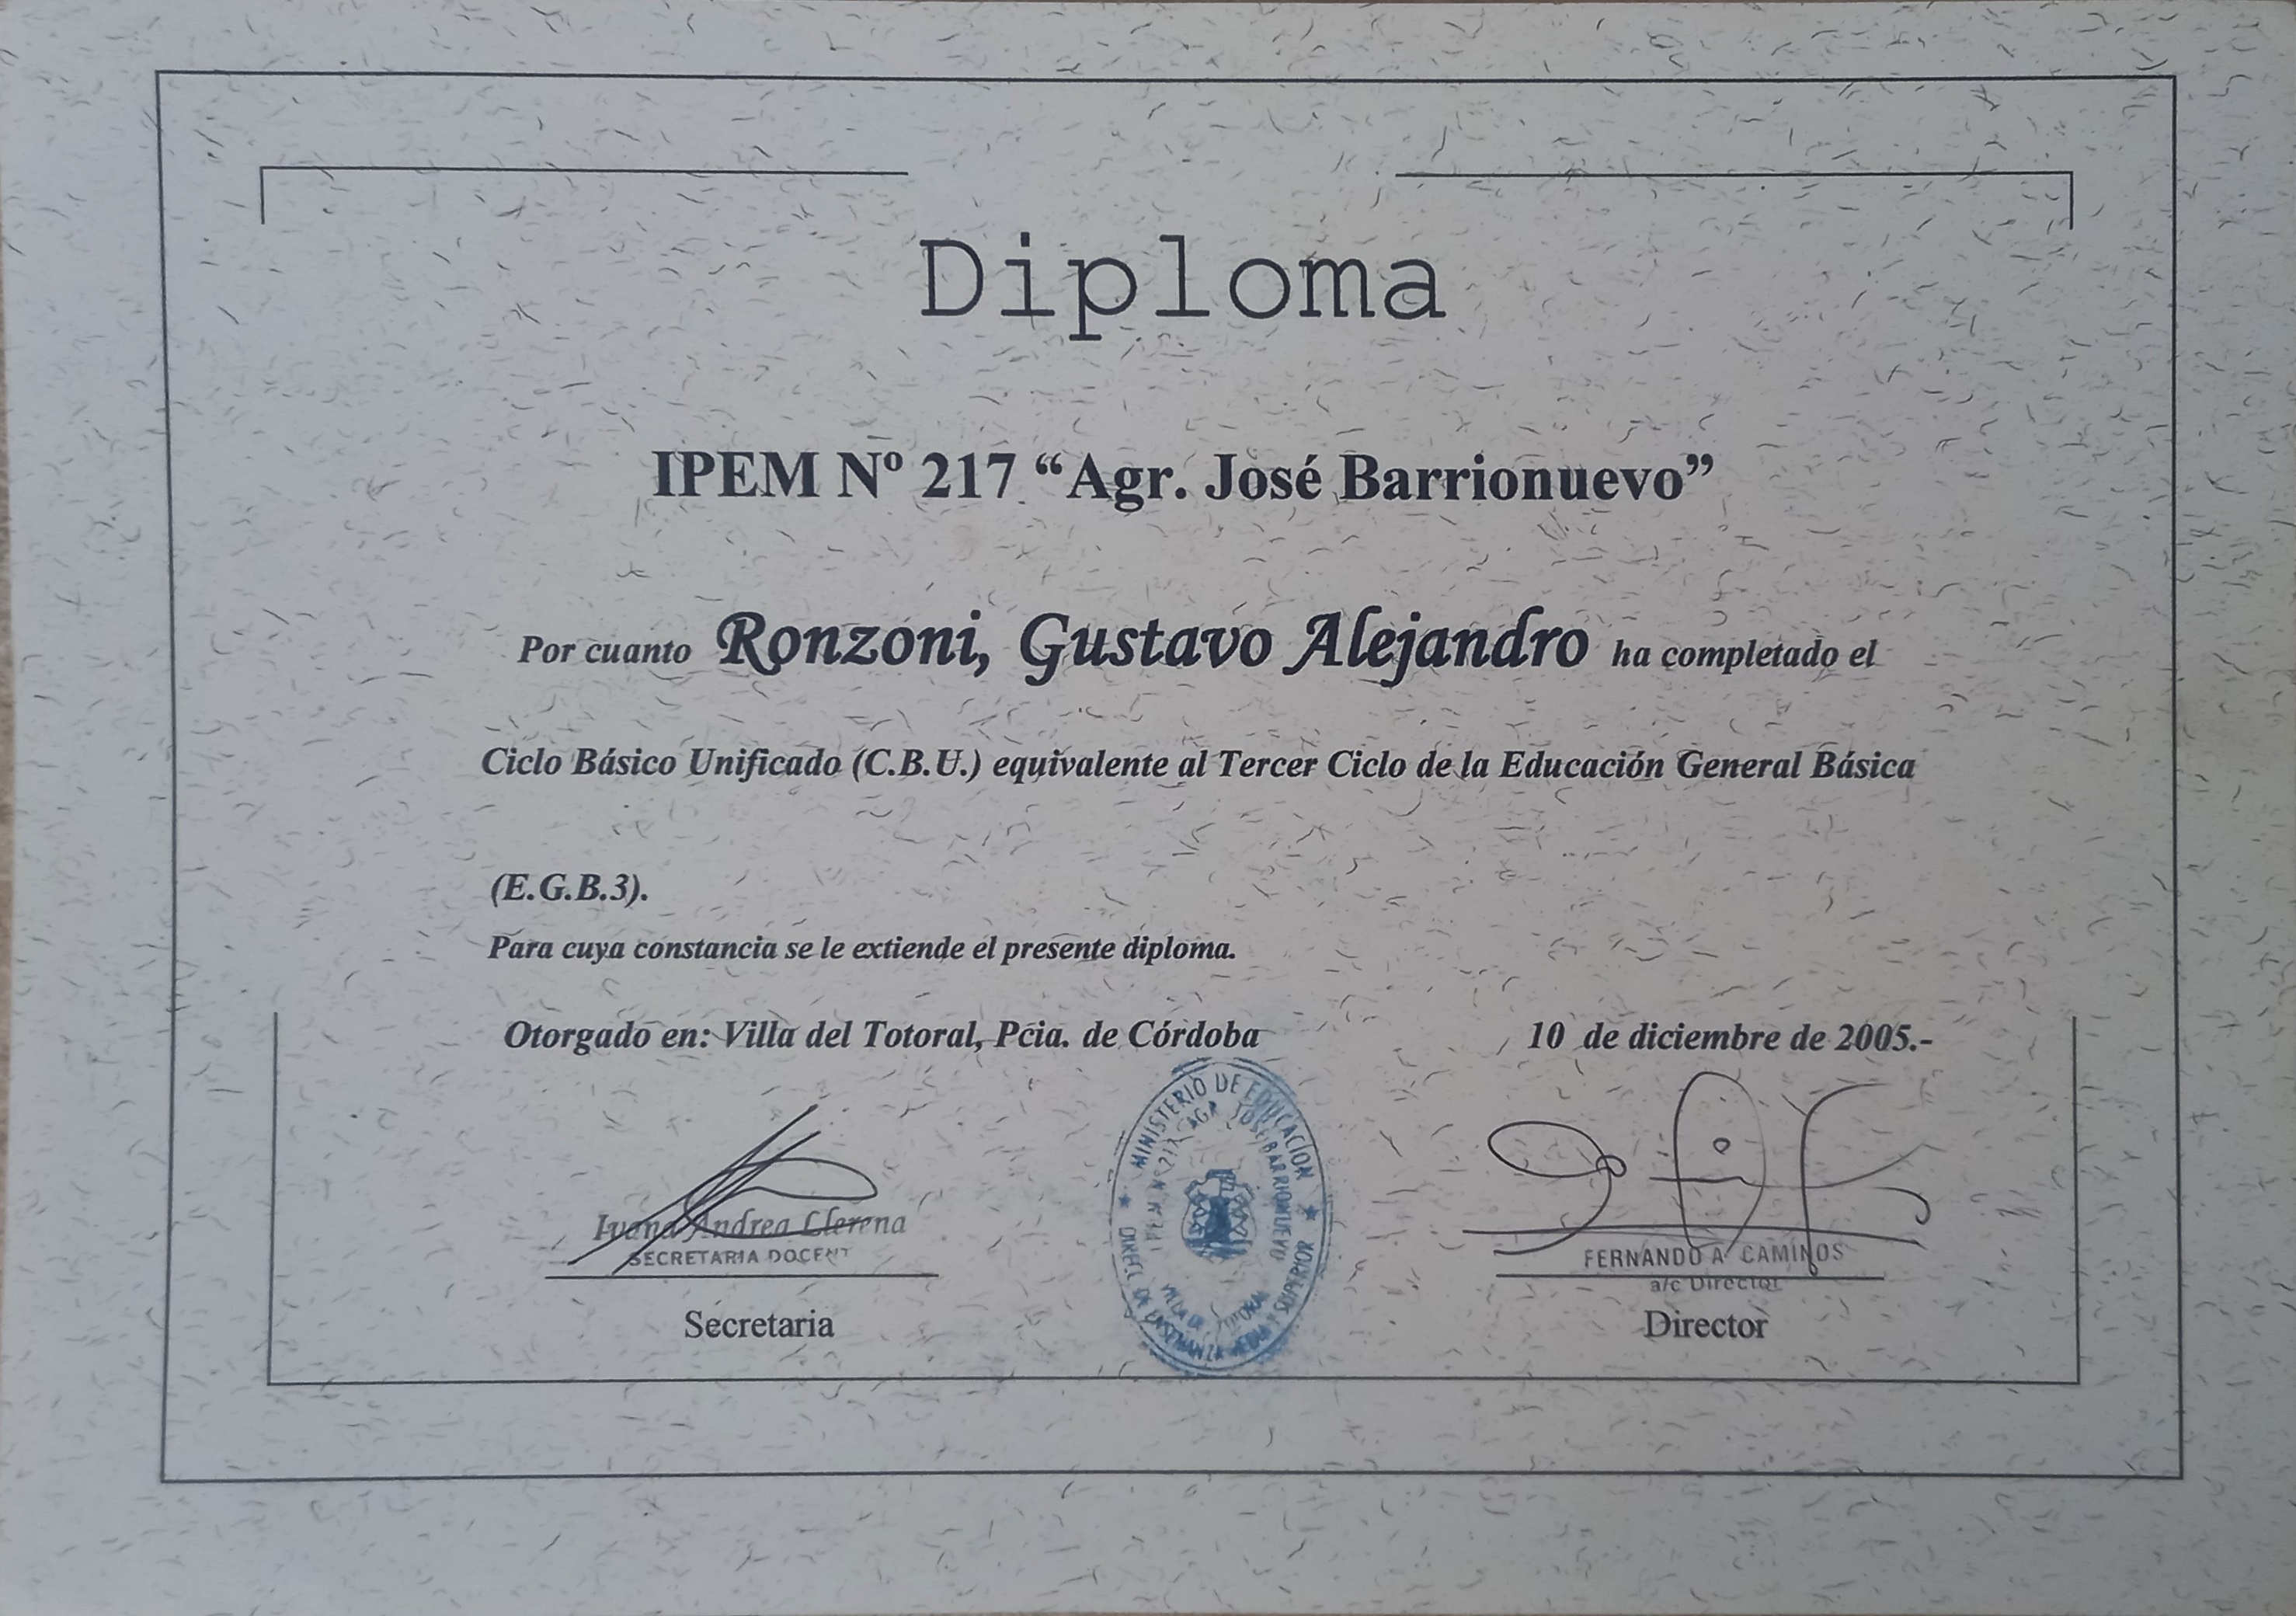 Diploma
IPEM Nº 217 “Agr. José Barrionuevo”
Por cuanto Ronzoni, Gustavo Alejandro ha completado el
Ciclo Básico Unificado (C.B.U.) equivalente al Tercer Ciclo de la Educación General Básica
(E.G.B.3).
Para cuya constancia se le extiende el presente diploma.
Otorgado en: Villa del Totoral, Pcia. de Córdoba 10 de diciembre de 2005.-
Ivana Andrea Llerena
SECRETARIA DOCENT
Secretaria
MINISTERIO DE EDUCACION
IPEM Nº 217 AGR JOSE BARRIONUEVO
DIREC. DE ENSEÑANZA MEDIA Y SUPERIOR
FERNANDO A CAMINOS
a/c Director
Director